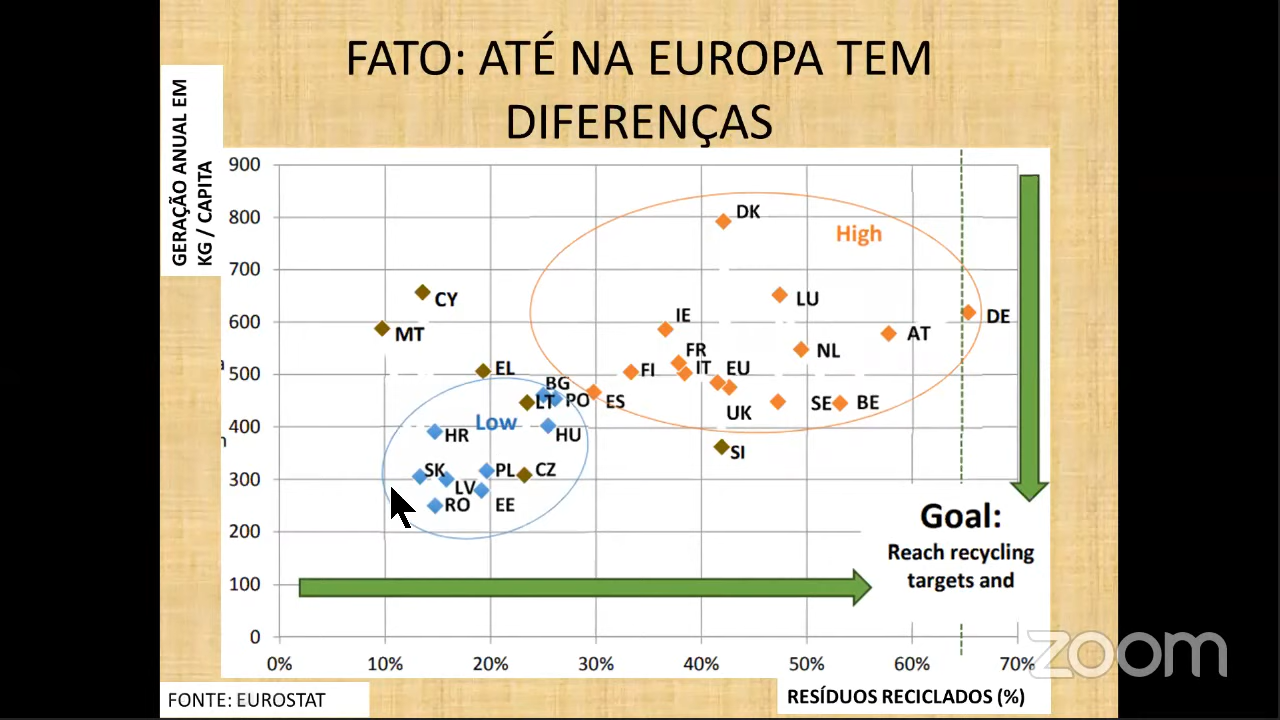 FATO: ATÉ NA EUROPA TEM
DIFERENÇAS
GERAÇÃO ANUAL EM
KG / CAPITA
900
800
700
600
500
400
300
200
100
0
DK
High
CY
LU
IE
DE
MT
AT
FR
NL
EL
FI
IT
EU
BG
LT
PO
ES
UK
SE
BE
Low
HR
HU
SI
SK
PL
CZ
LV
RO
EE
Goal:
Reach recycling
targets and
0%
10%
20%
30%
40%
50%
60%
70%
zoom
FONTE: EUROSTAT
RESÍDUOS RECICLADOS (%)